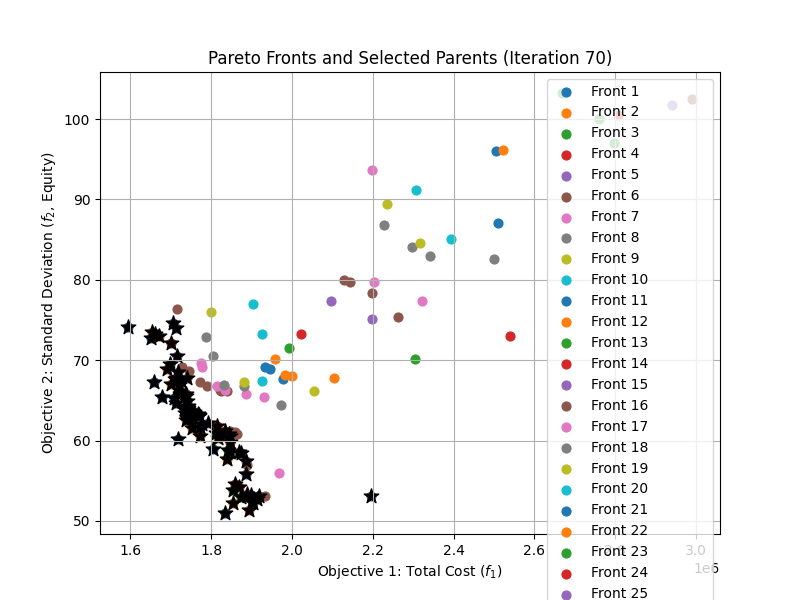 Pareto Fronts and Selected Parents (Iteration 70)
Objective 2: Standard Deviation (f₂, Equity)
100
90
80
70
60
50
1.6
1.8
2.0
2.2
2.4
2.6
2.8
3.0
1e6
Objective 1: Total Cost (f₁)
Front 1
Front 2
Front 3
Front 4
Front 5
Front 6
Front 7
Front 8
Front 9
Front 10
Front 11
Front 12
Front 13
Front 14
Front 15
Front 16
Front 17
Front 18
Front 19
Front 20
Front 21
Front 22
Front 23
Front 24
Front 25